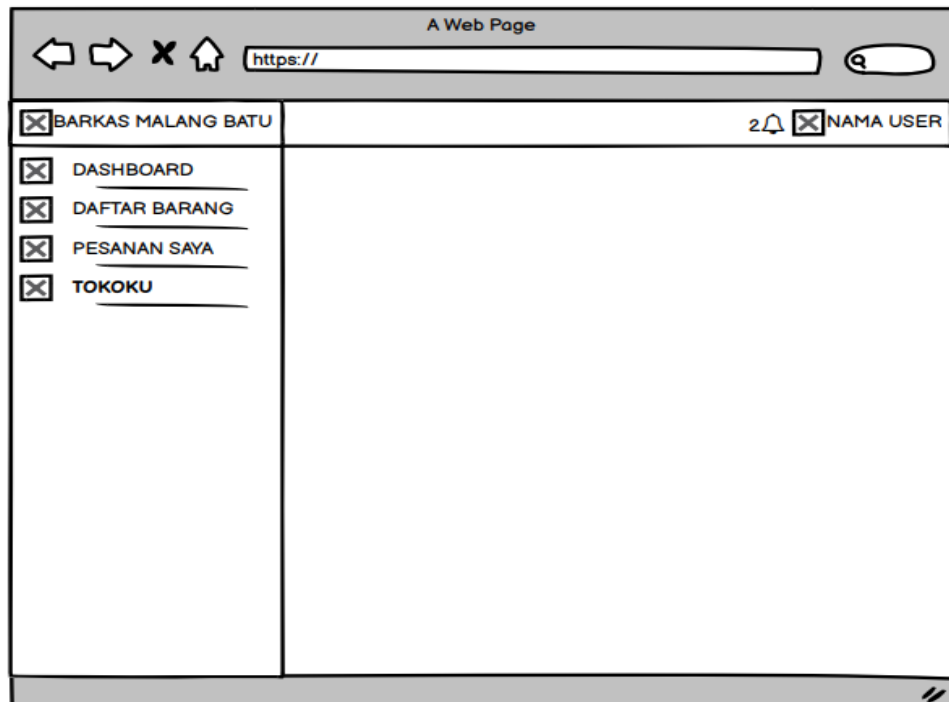 A Web Page
https://
BARKAS MALANG BATU
2 NAMA USER
DASHBOARD
DAFTAR BARANG
PESANAN SAYA
TOKOKU